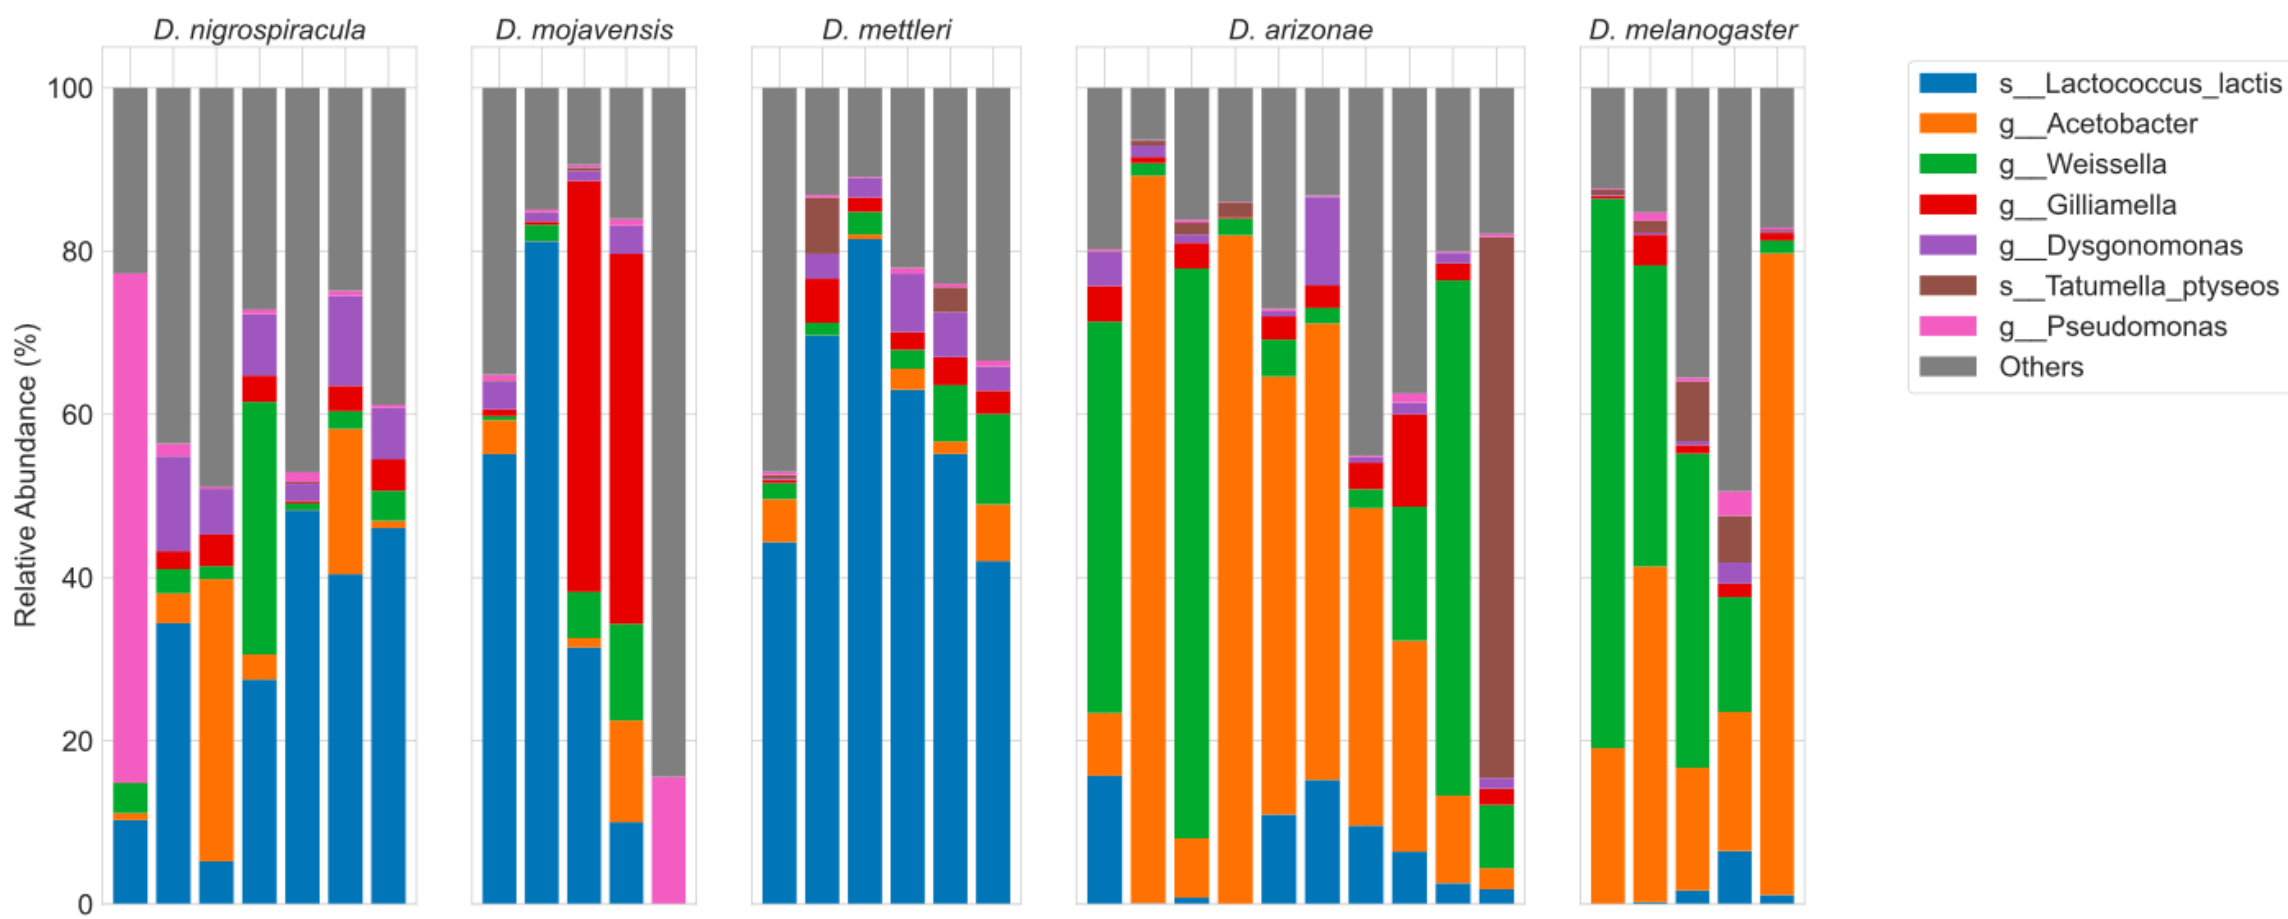 D. nigrospiracula
D. mojavensis
D. mettleri
D. arizonae
D. melanogaster
Relative Abundance (%)
100
80
60
40
20
0
s__Lactococcus_lactis
g__Acetobacter
g__Weissella
g__Gilliamella
g__Dysgonomonas
s__Tatumella_ptyseos
g__Pseudomonas
Others